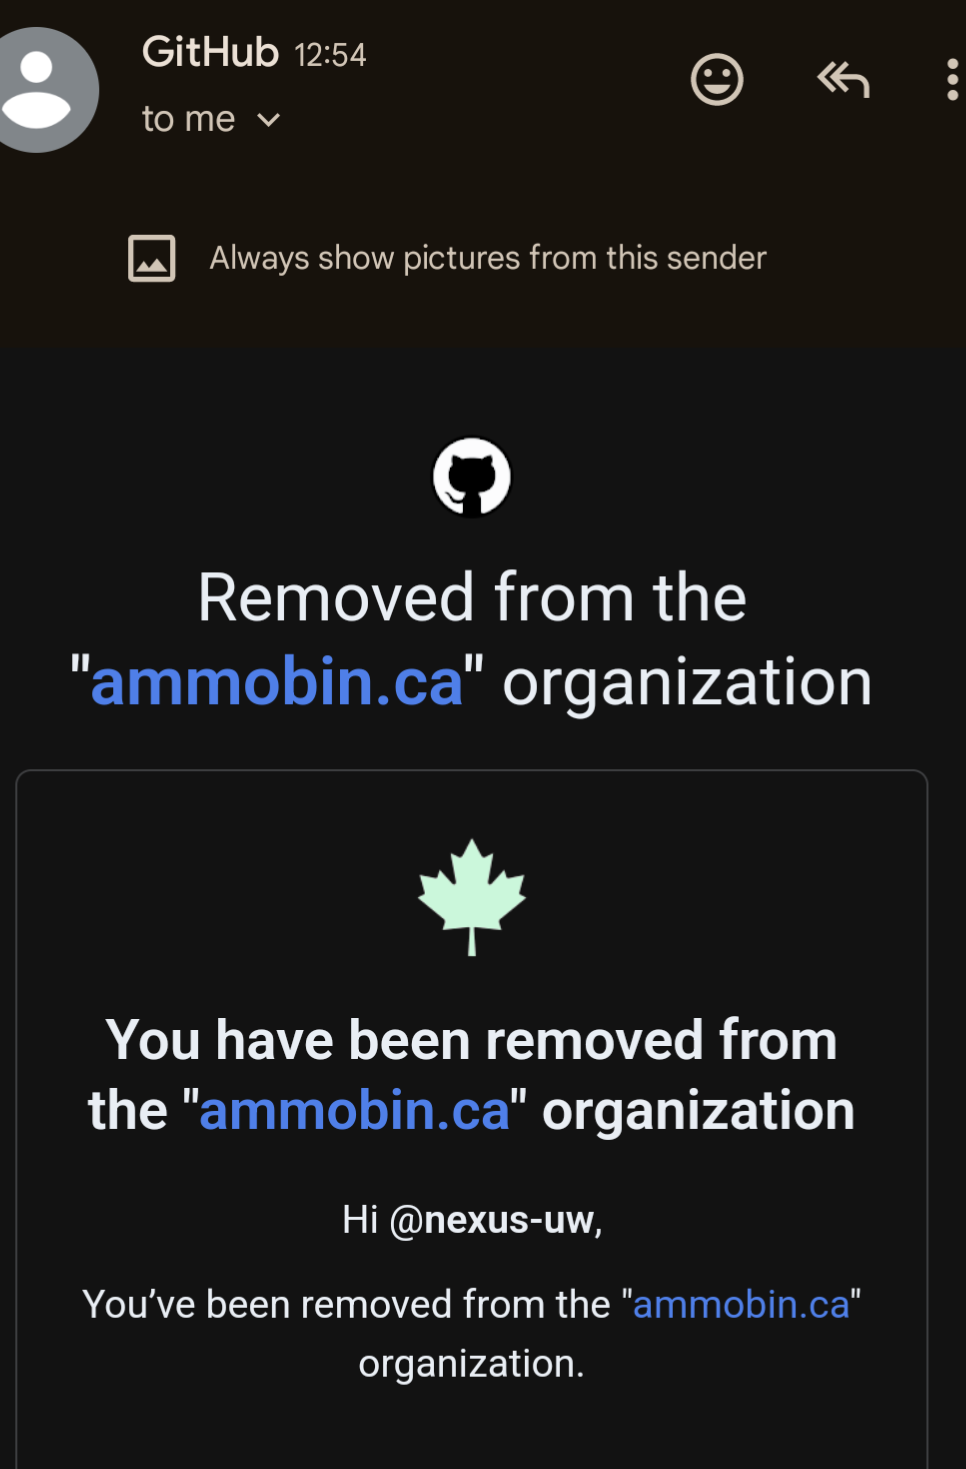 GitHub 12:54
to me
Always show pictures from this sender
Removed from the
"ammobin.ca" organization
You have been removed from
the "ammobin.ca" organization
Hi @nexus-uw,
You’ve been removed from the "ammobin.ca"
organization.